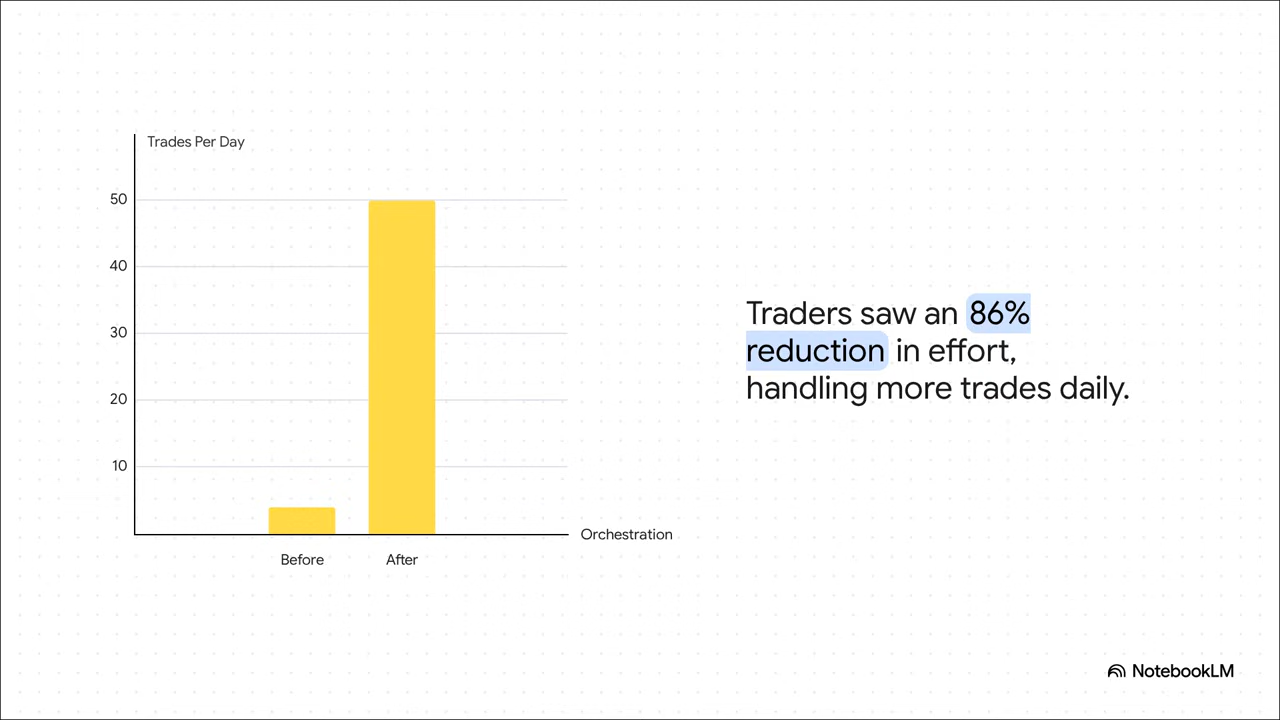 Trades Per Day
50
40
30
20
10
Before
After
Orchestration
Traders saw an 86%
reduction in effort,
handling more trades daily.
NotebookLM